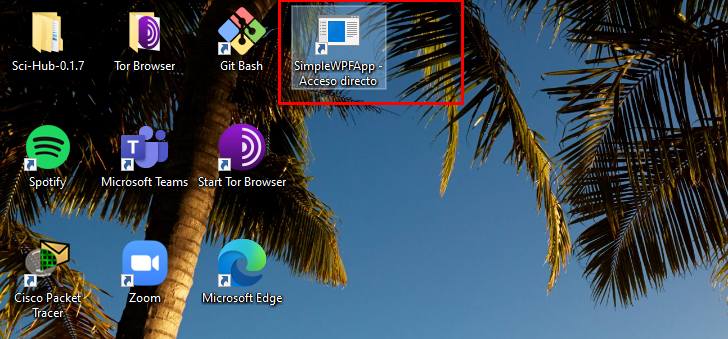 Sci-Hub-0.1.7
Tor Browser
Git Bash
SimpleWPFApp -
Acceso directo
Spotify
Microsoft Teams
Start Tor Browser
Cisco Packet
Tracer
Zoom
Microsoft Edge